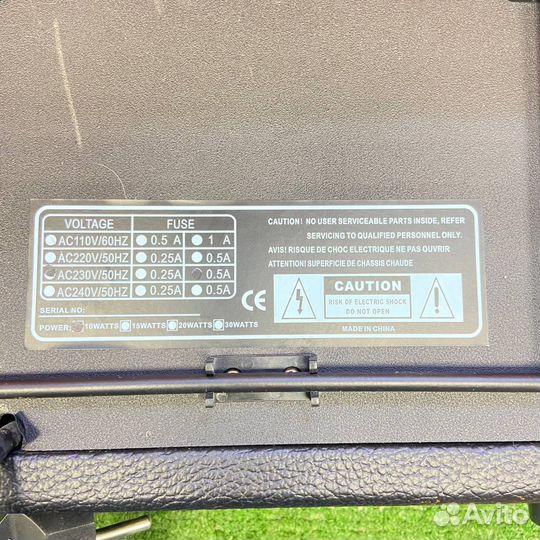 VOLTAGE FUSE
AC110V/60HZ 0.5 A 1 A
AC220V/50HZ 0.25A 0.5A
AC230V/50HZ 0.25A 0.5A
AC240V/50HZ 0.25A 0.5A
SERIAL NO:
POWER: 10WATTS 15WATTS 20WATTS 30WATTS
CE
CAUTION! NO USER SERVICEABLE PARTS INSIDE, REFER
SERVICING TO QUALIFIED PERSONNEL ONLY.
AVIS! RISQUE DE CHOC ELECTRIQUE NE PAS OUVRIR
ATTENTION! SUPERFICIE DE CHASSIS CHAUDE
CAUTION
RISK OF ELECTRIC SHOCK
DO NOT OPEN
MADE IN CHINA
Avito